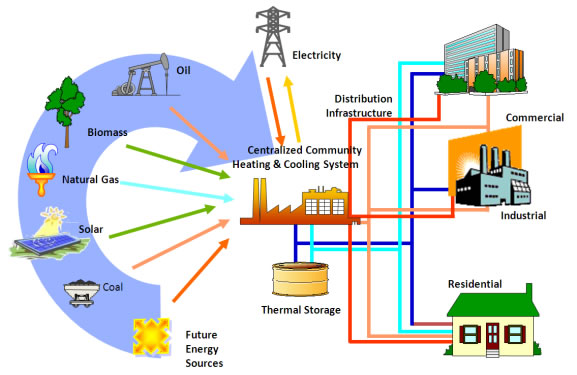 Electricity
Oil
Distribution
Infrastructure
Commercial
Biomass
Centralized Community
Heating & Cooling System
Natural Gas
Industrial
Solar
Coal
Residential
Thermal Storage
Future
Energy
Sources